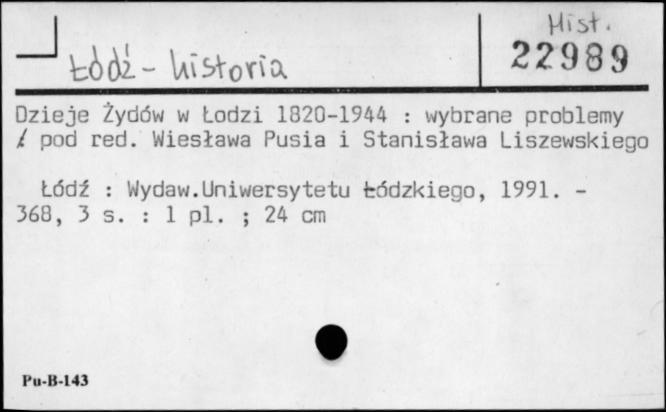 Hist.
22989
Łódź - historia
Dzieje Żydów w Łodzi 1820-1944 : wybrane problemy
/ pod red. Wiesława Pusia i Stanisława Liszewskiego
Łódź : Wydaw.Uniwersytetu Łódzkiego, 1991. -
368, 3 s. : 1 pl. ; 24 cm
Pu-B-143